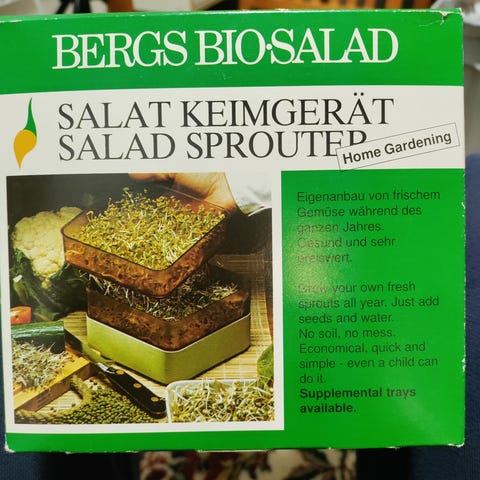 BERGS BIO·SALAD
SALAT KEIMGERÄT
SALAD SPROUTER
Home Gardening
Eigenanbau von frischem
Gemüse während des
ganzen Jahres.
Gesund und sehr
preiswert.
Grow your own fresh
sprouts all year. Just add
seeds and water.
No soil, no mess.
Economical, quick and
simple - even a child can
do it.
Supplemental trays
available.